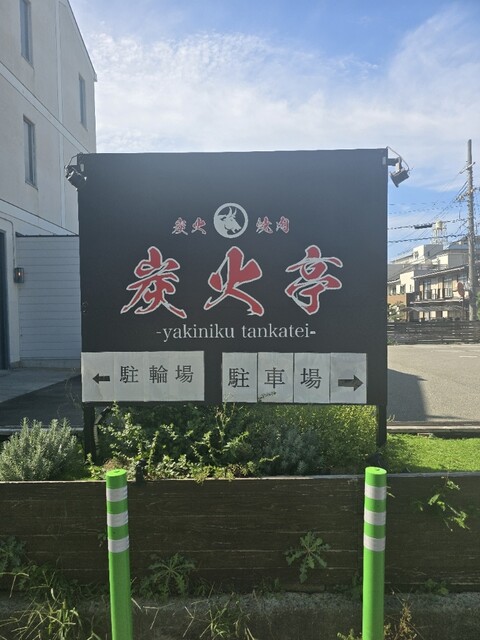 炭火 焼肉
炭火亭
-yakiniku tankatei-
← 駐輪場
駐車場 →